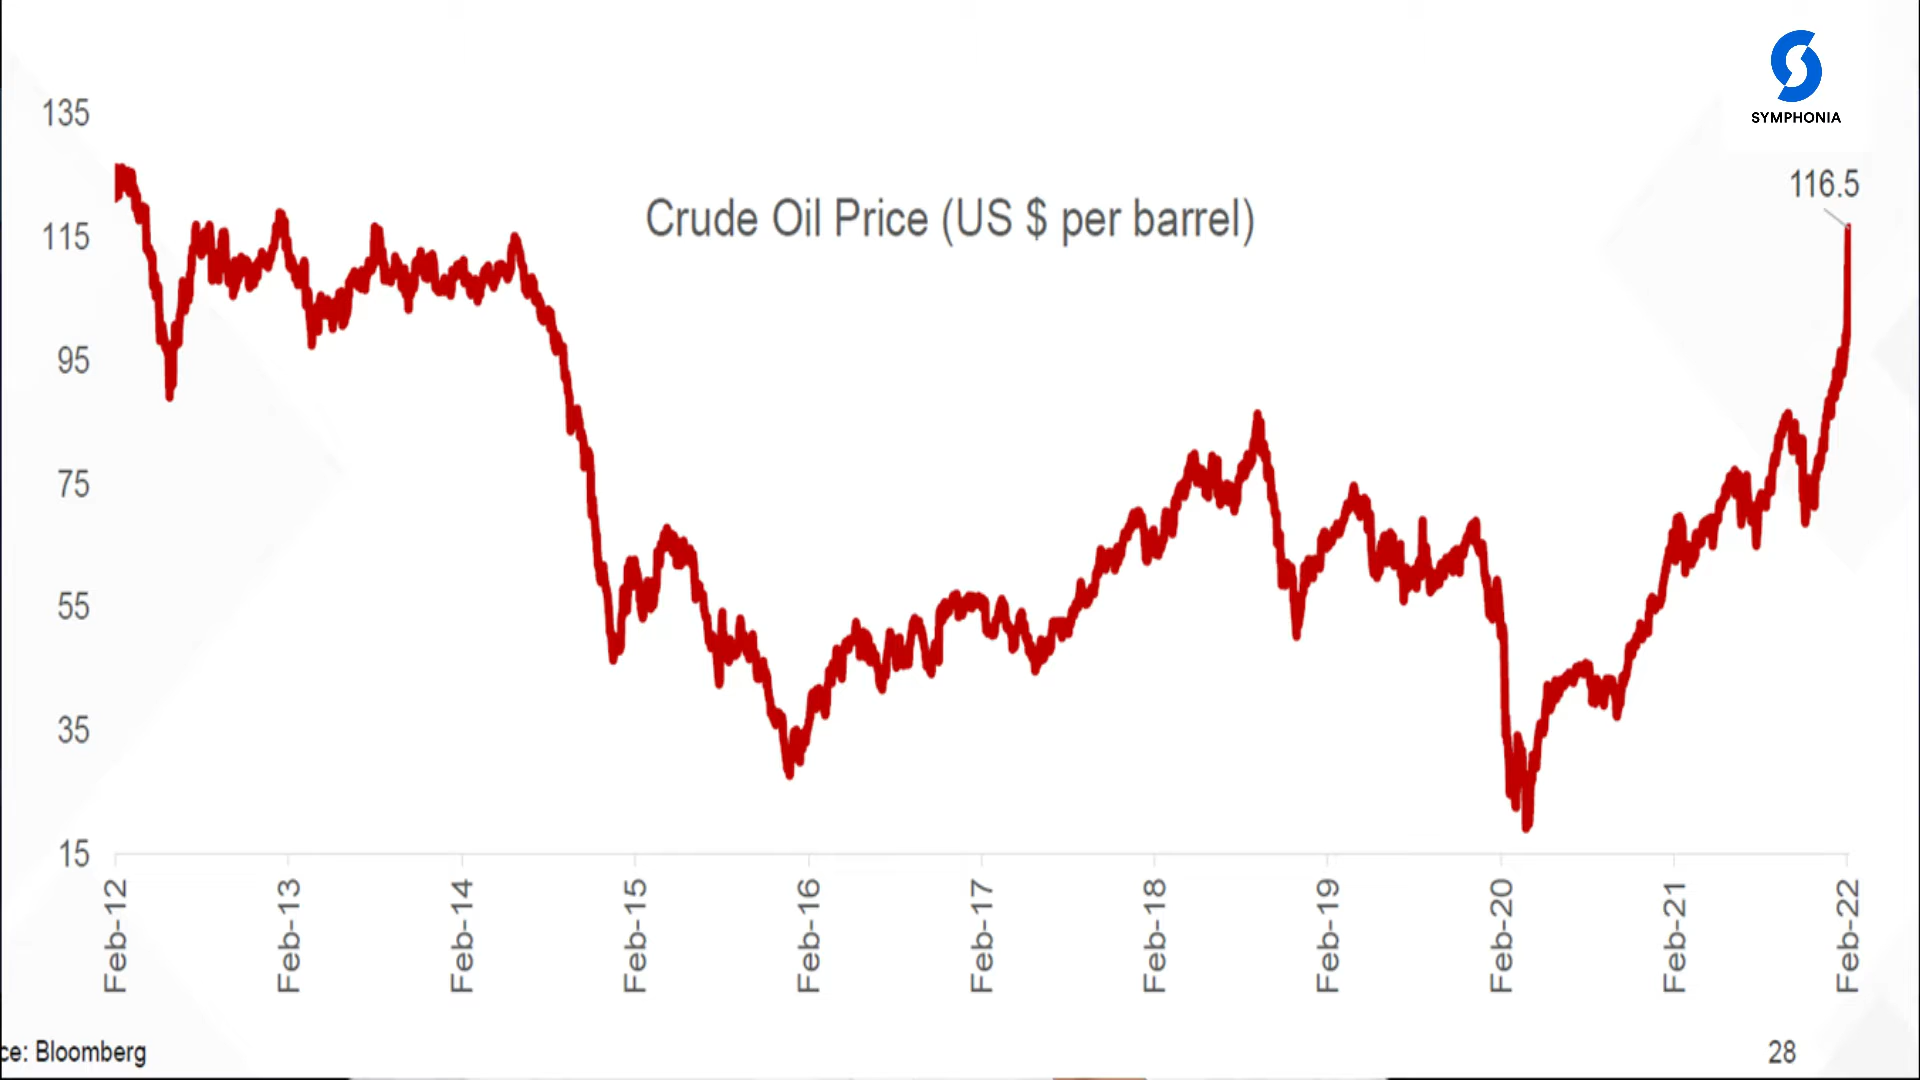 SYMPHONIA
Crude Oil Price (US $ per barrel)
116.5
135
115
95
75
55
35
15
Feb-12
Feb-13
Feb-14
Feb-15
Feb-16
Feb-17
Feb-18
Feb-19
Feb-20
Feb-21
Feb-22
ce: Bloomberg
28